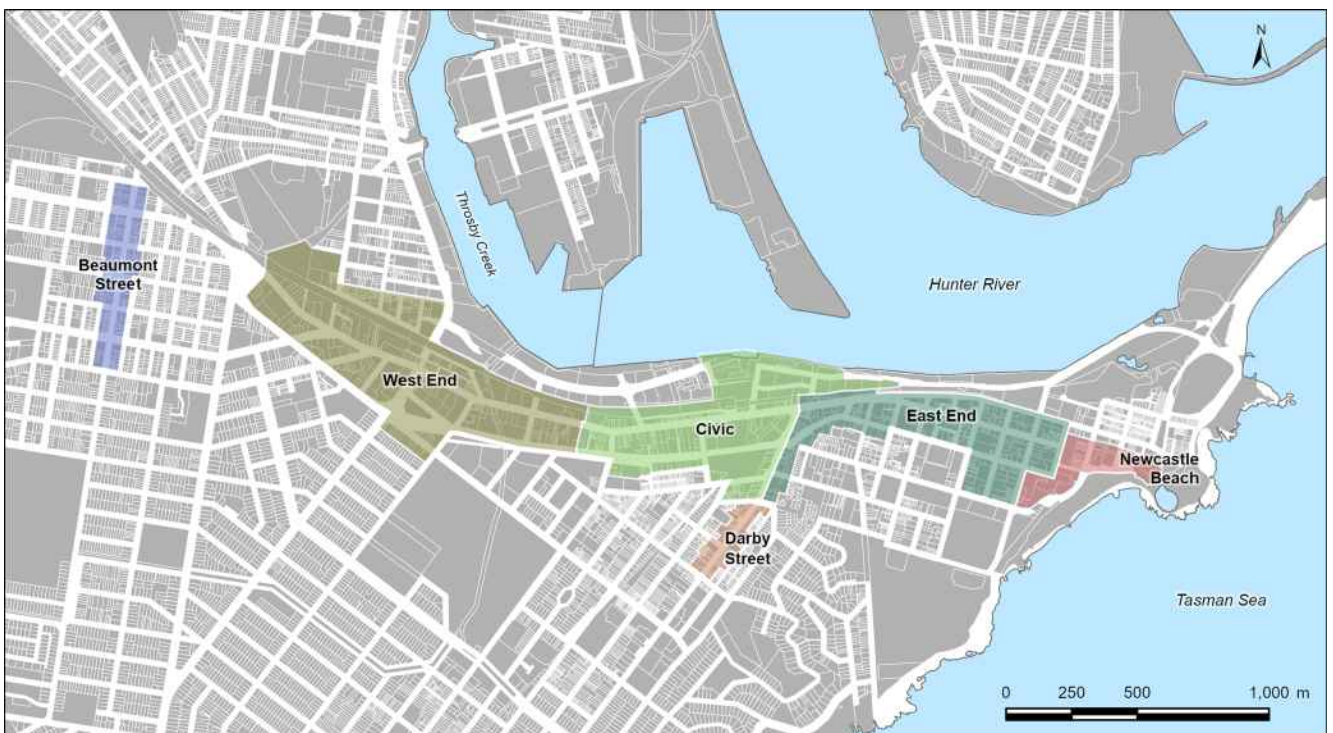 N
Throsby Creek
Beaumont
Street
Hunter River
West End
East End
Civic
Newcastle
Beach
Darby
Street
Tasman Sea
0 250 500 1,000 m